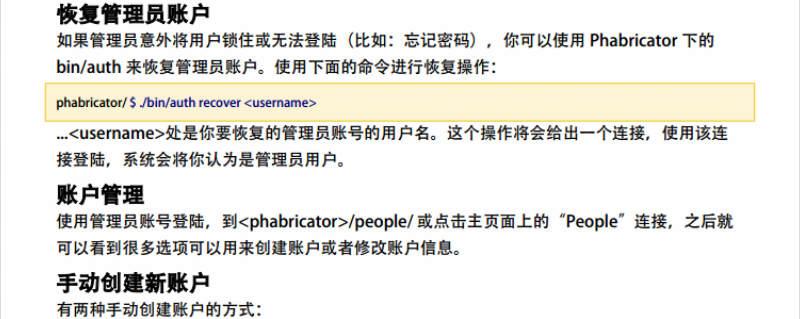 恢复管理员账户
如果管理员意外将用户锁住或无法登陆（比如：忘记密码），你可以使用 Phabricator 下的
bin/auth 来恢复管理员账户。使用下面的命令进行恢复操作：
phabricator/ $ ./bin/auth recover <username>
...<username>处是你要恢复的管理员账号的用户名。这个操作将会给出一个连接，使用该连
接登陆，系统会将你认为是管理员用户。
账户管理
使用管理员账号登陆，到<phabricator>/people/ 或点击主页面上的“People”连接，之后就
可以看到很多选项可以用来创建账户或者修改账户信息。
手动创建新账户
有两种手动创建账户的方式：